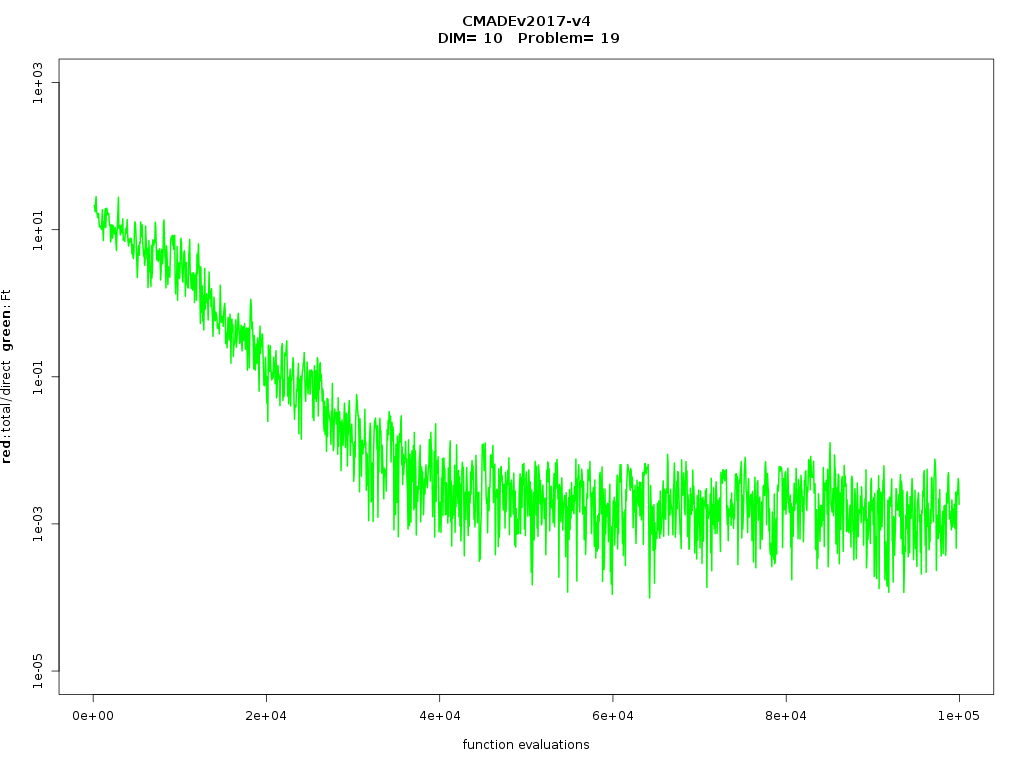 CMADEv2017-v4
DIM= 10 Problem= 19
red: total/direct green: Ft
1e+03
1e+01
1e-01
1e-03
1e-05
0e+00 2e+04 4e+04 6e+04 8e+04 1e+05
function evaluations